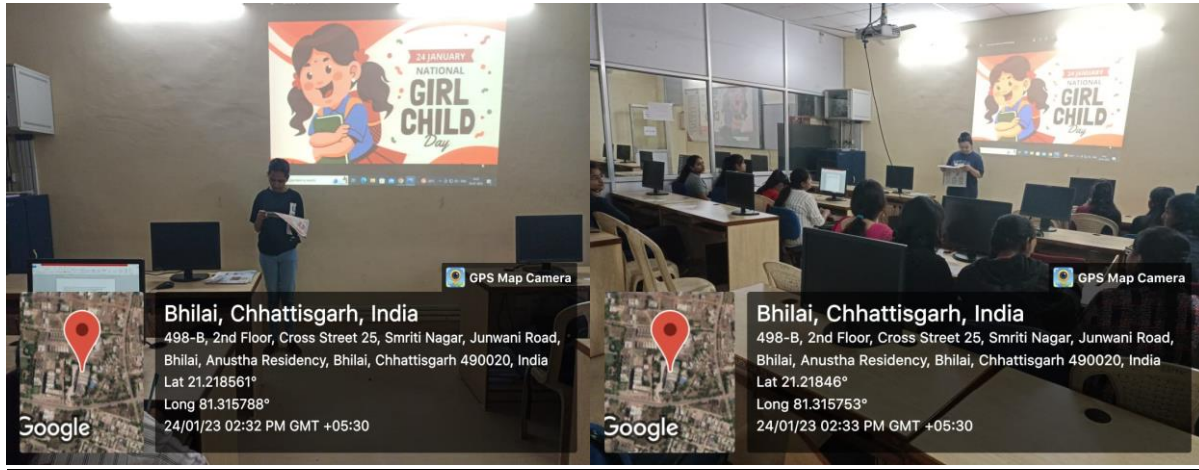 24 JANUARY
NATIONAL
GIRL
CHILD
Day
GPS Map Camera
Bhilai, Chhattisgarh, India
498-B, 2nd Floor, Cross Street 25, Smriti Nagar, Junwani Road,
Bhilai, Anustha Residency, Bhilai, Chhattisgarh 490020, India
Lat 21.218561°
Long 81.315788°
24/01/23 02:32 PM GMT +05:30
Google
24 JANUARY
NATIONAL
GIRL
CHILD
Day
GPS Map Camera
Bhilai, Chhattisgarh, India
498-B, 2nd Floor, Cross Street 25, Smriti Nagar, Junwani Road,
Bhilai, Anustha Residency, Bhilai, Chhattisgarh 490020, India
Lat 21.21846°
Long 81.315753°
24/01/23 02:33 PM GMT +05:30
Google